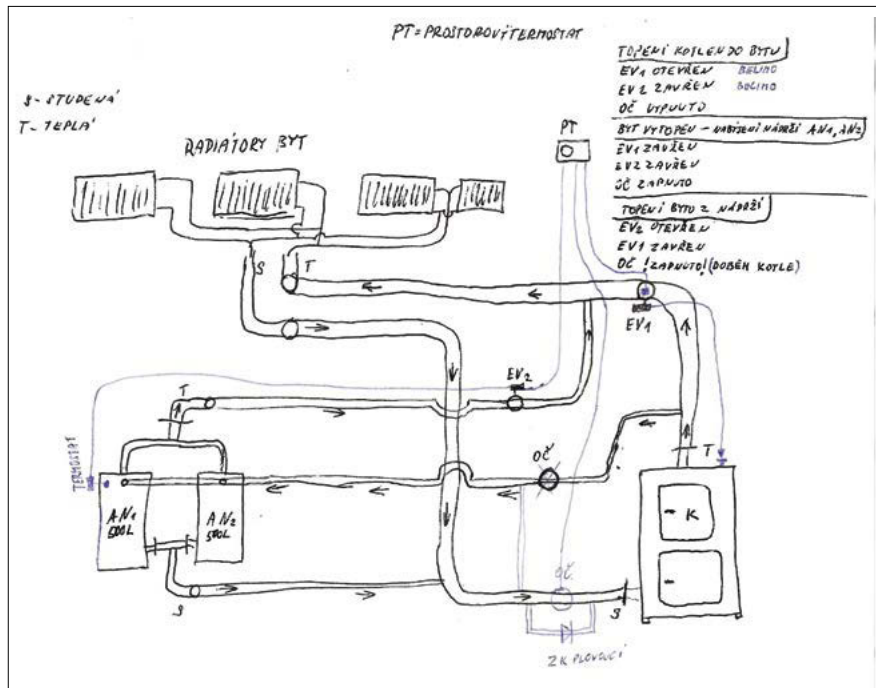 PT=PROSTOROVÝ TERMOSTAT
S - STUDENÁ
T - TEPLÁ
RADIÁTORY BYT
PT
TOPENÍ KOTLEM DO BYTU
EV1 OTEVŘEN BELIMO
EV2 ZAVŘEN BELIMO
OČ VYPNUTO
BYT VYTOPEN - NABÍJENÍ NÁDRŽÍ AN1, AN2
EV1 ZAVŘEN
EV2 ZAVŘEN
OČ ZAPNUTO
TOPENÍ BYTU Z NÁDRŽÍ
EV2 OTEVŘEN
EV1 ZAVŘEN
OČ !ZAPNUTO! (DOBĚH KOTLE)
S
T
EV1
EV2
T
OČ
T
TERMOSTAT
AN1
500L
AN2
500L
K
OČ
S
S
ZK PLOVOUCÍ